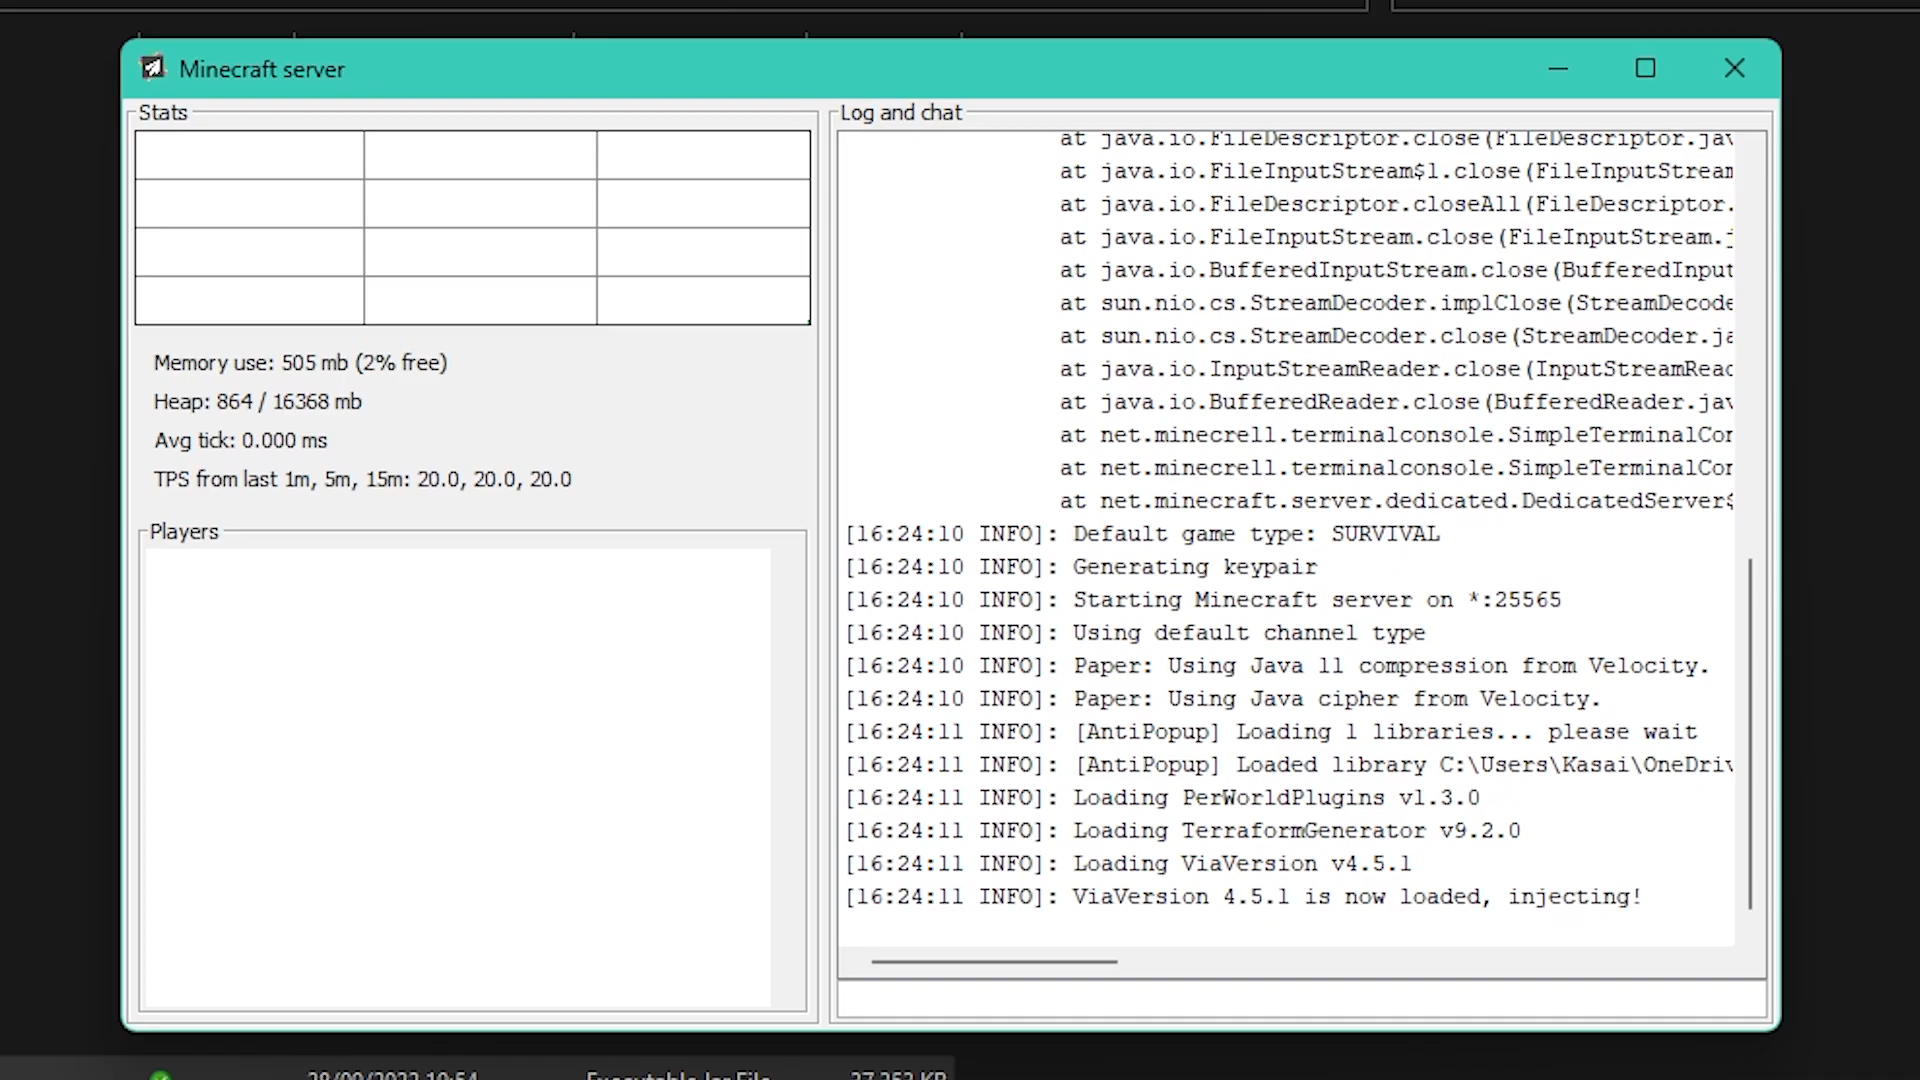 Minecraft server
Stats
Memory use: 505 mb (2% free)
Heap: 864 / 16368 mb
Avg tick: 0.000 ms
TPS from last 1m, 5m, 15m: 20.0, 20.0, 20.0
Players
Log and chat
at java.io.FileDescriptor.close(FileDescriptor.jav
at java.io.FileInputStream$1.close(FileInputStream
at java.io.FileDescriptor.closeAll(FileDescriptor.
at java.io.FileInputStream.close(FileInputStream.j
at java.io.BufferedInputStream.close(BufferedInput
at sun.nio.cs.StreamDecoder.implClose(StreamDecode
at sun.nio.cs.StreamDecoder.close(StreamDecoder.ja
at java.io.InputStreamReader.close(InputStreamReac
at java.io.BufferedReader.close(BufferedReader.jav
at net.minecrell.terminalconsole.SimpleTerminalCon
at net.minecrell.terminalconsole.SimpleTerminalCon
at net.minecraft.server.dedicated.DedicatedServer$
[16:24:10 INFO]: Default game type: SURVIVAL
[16:24:10 INFO]: Generating keypair
[16:24:10 INFO]: Starting Minecraft server on *:25565
[16:24:10 INFO]: Using default channel type
[16:24:10 INFO]: Paper: Using Java 11 compression from Velocity.
[16:24:10 INFO]: Paper: Using Java cipher from Velocity.
[16:24:11 INFO]: [AntiPopup] Loading 1 libraries... please wait
[16:24:11 INFO]: [AntiPopup] Loaded library C:\Users\Kasai\OneDriv
[16:24:11 INFO]: Loading PerWorldPlugins v1.3.0
[16:24:11 INFO]: Loading TerraformGenerator v9.2.0
[16:24:11 INFO]: Loading ViaVersion v4.5.1
[16:24:11 INFO]: ViaVersion 4.5.1 is now loaded, injecting!
Executable Jar File